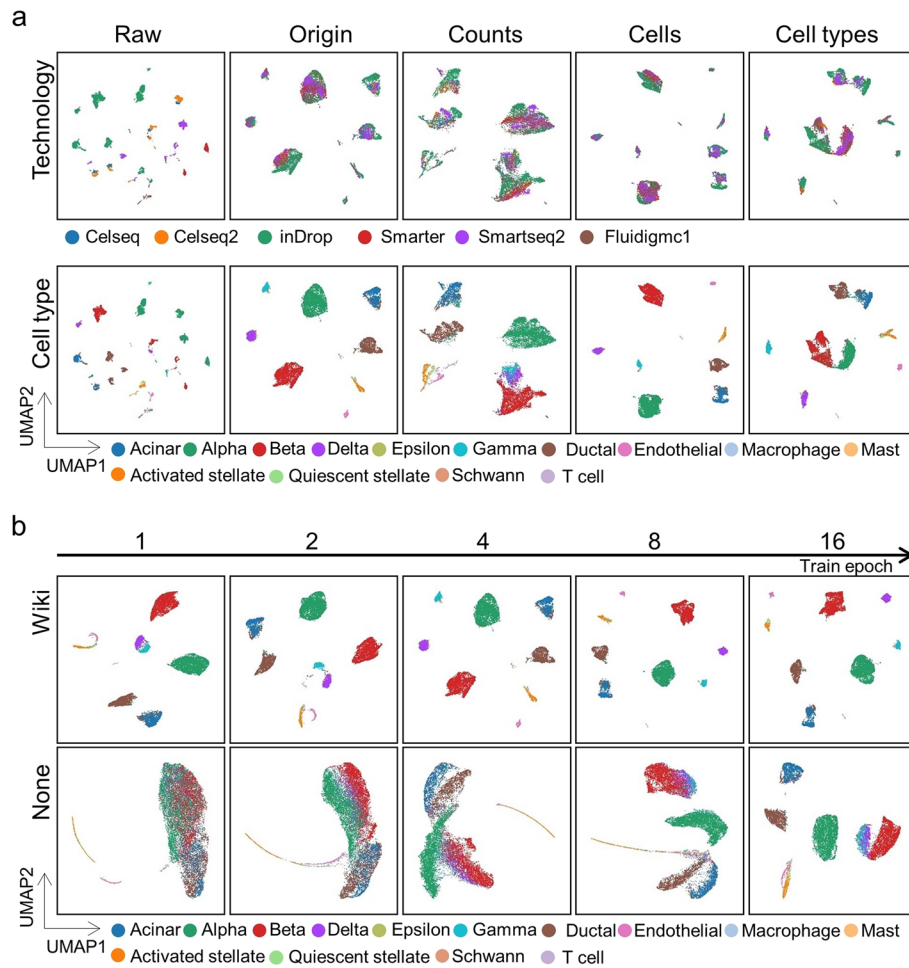 a
Raw Origin Counts Cells Cell types
Technology
Celseq Celseq2 inDrop Smarter Smartseq2 Fluidigmc1
Cell type
UMAP2
UMAP1
Acinar Alpha Beta Delta Epsilon Gamma Ductal Endothelial Macrophage Mast
Activated stellate Quiescent stellate Schwann T cell
b
1 2 4 8 16
Train epoch
Wiki
None
UMAP2
UMAP1
Acinar Alpha Beta Delta Epsilon Gamma Ductal Endothelial Macrophage Mast
Activated stellate Quiescent stellate Schwann T cell